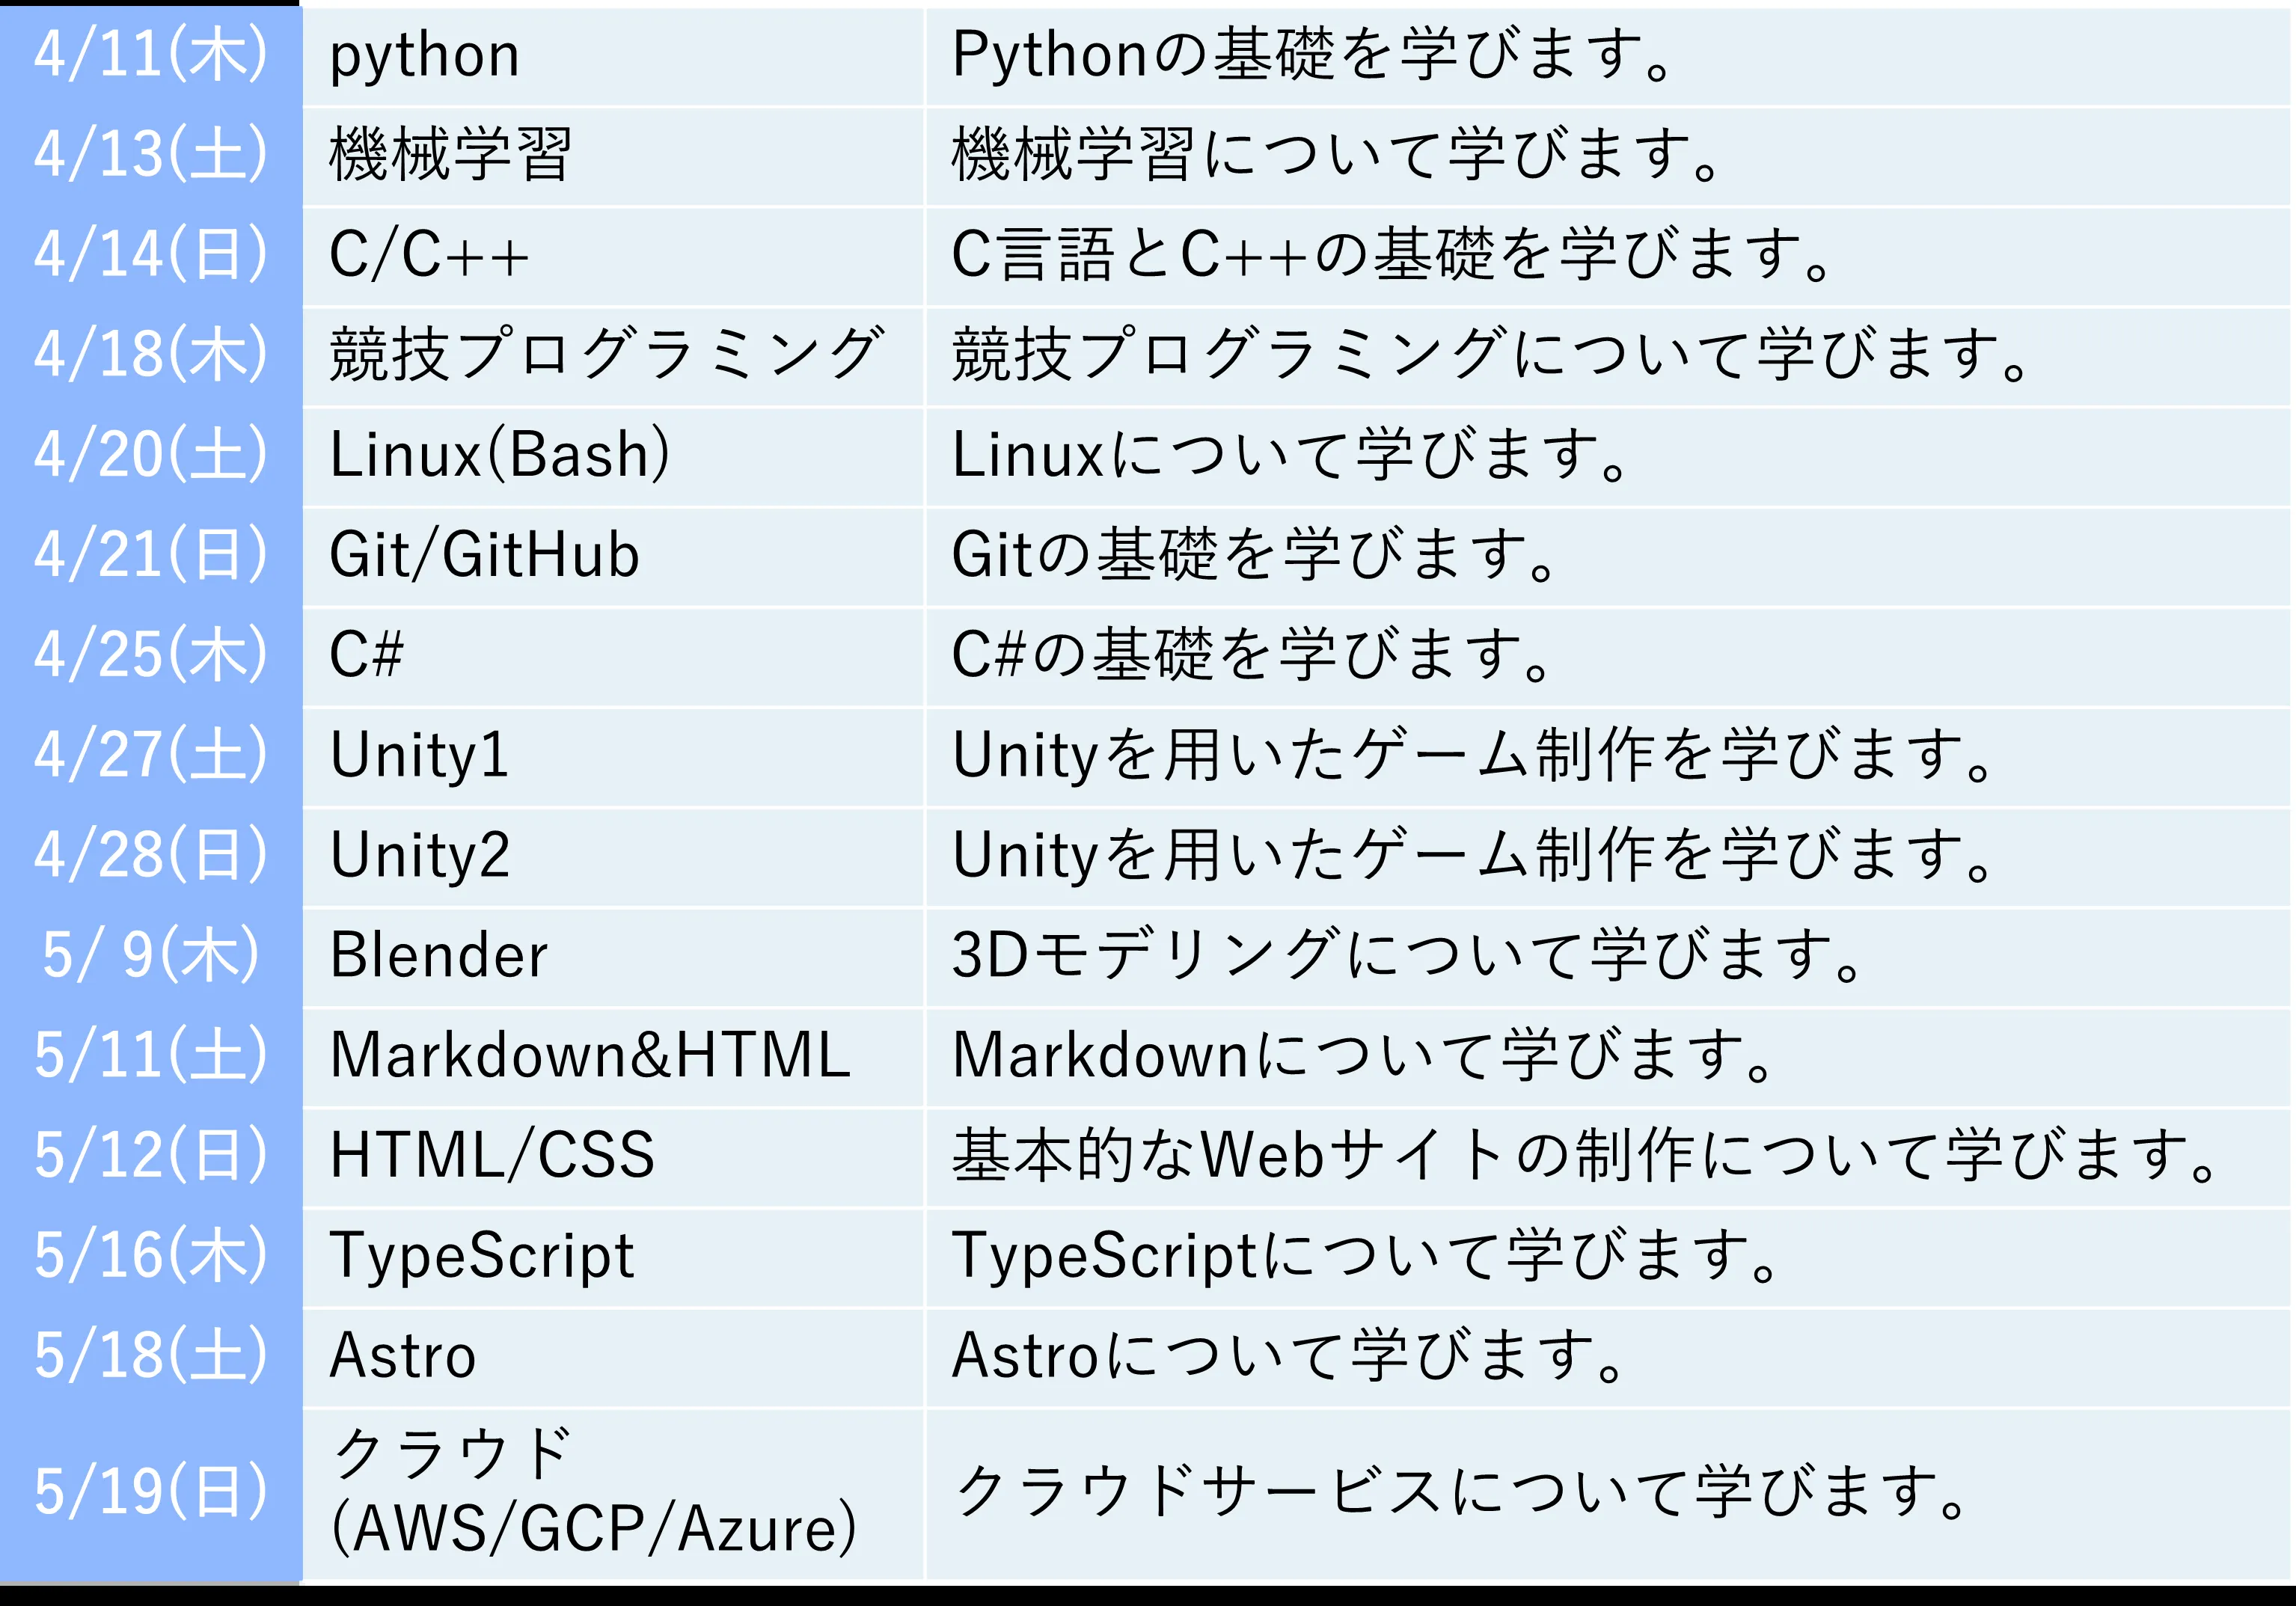 4/11(木) python Pythonの基礎を学びます。
4/13(土) 機械学習 機械学習について学びます。
4/14(日) C/C++ C言語とC++の基礎を学びます。
4/18(木) 競技プログラミング 競技プログラミングについて学びます。
4/20(土) Linux(Bash) Linuxについて学びます。
4/21(日) Git/GitHub Gitの基礎を学びます。
4/25(木) C# C#の基礎を学びます。
4/27(土) Unity1 Unityを用いたゲーム制作を学びます。
4/28(日) Unity2 Unityを用いたゲーム制作を学びます。
5/ 9(木) Blender 3Dモデリングについて学びます。
5/11(土) Markdown&HTML Markdownについて学びます。
5/12(日) HTML/CSS 基本的なWebサイトの制作について学びます。
5/16(木) TypeScript TypeScriptについて学びます。
5/18(土) Astro Astroについて学びます。
5/19(日) クラウド
(AWS/GCP/Azure) クラウドサービスについて学びます。